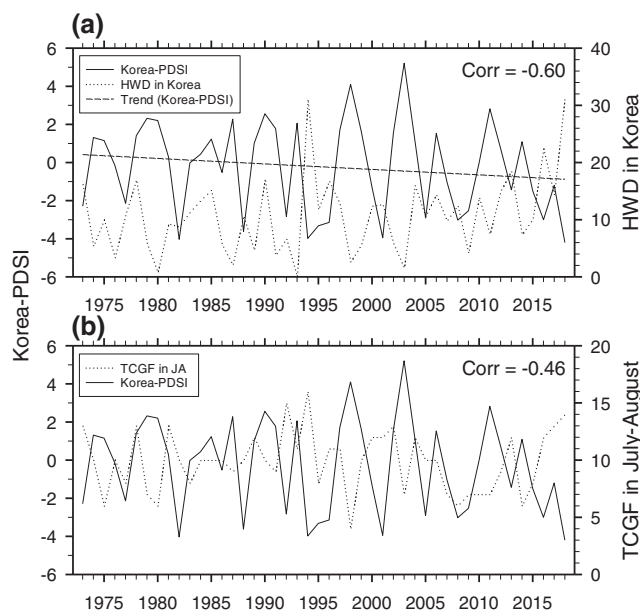 (a)
6
4
2
0
-2
-4
-6
Korea-PDSI
HWD in Korea
Trend (Korea-PDSI)
Corr = -0.60
40
30
20
10
0
HWD in Korea
1975 1980 1985 1990 1995 2000 2005 2010 2015
Korea-PDSI
(b)
6
4
2
0
-2
-4
-6
TCGF in JA
Korea-PDSI
Corr = -0.46
20
15
10
5
0
TCGF in July-August
1975 1980 1985 1990 1995 2000 2005 2010 2015